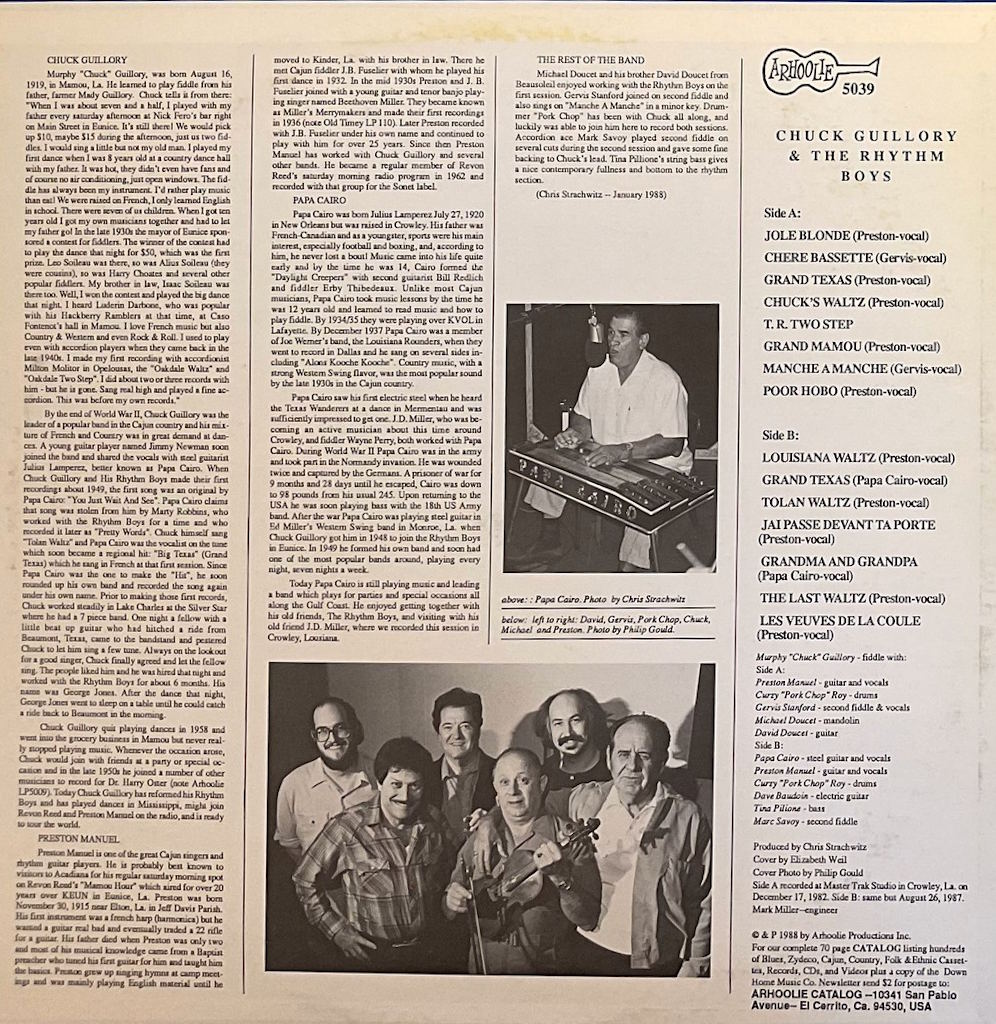 CHUCK GUILLORY
Murphy "Chuck" Guillory, was born August 16,
1919, in Mamou, La. He learned to play fiddle from his
father, farmer Mady Guillory. Chuck tells it from there:
"When I was about seven and a half, I played with my
father every saturday afternoon at Nick Fero's bar right
on Main Street in Eunice. It's still there! We would pick
up $10, maybe $15 during the afternoon, just us two fid-
dles. I would sing a little but not my old man. I played my
first dance when I was 8 years old at a country dance hall
with my father. It was hot, they didn't even have fans and
of course no air conditioning, just open windows. The fid-
dle has always been my instrument. I'd rather play music
than eat! We were raised on French, I only learned English
in school. There were seven of us children. When I got ten
years old I got my own musicians together and had to let
my father go! In the late 1930s the mayor of Eunice spon-
sored a contest for fiddlers. The winner of the contest had
to play the dance that night for $50, which was the first
prize. Leo Soileau was there, so was Alius Soileau (they
were cousins), so was Harry Choates and several other
popular fiddlers. My brother in law, Isaac Soileau was
there too. Well, I won the contest and played the big dance
that night. I heard Luderin Darbone, who was popular
with his Hackberry Ramblers at that time, at Caso
Fontenot's hall in Mamou. I love French music but also
Country & Western and even Rock & Roll. I used to play
even with accordion players when they came back in the
late 1940s. I made my first recording with accordionist
Milton Molitor in Opelousas, the "Oakdale Waltz" and
"Oakdale Two Step". I did about two or three records with
him - but he is gone. Sang real high and played a fine ac-
cordion. This was before my own records."
By the end of World War II, Chuck Guillory was the
leader of a popular band in the Cajun country and his mix-
ture of French and Country was in great demand at dan-
ces. A young guitar player named Jimmy Newman soon
joined the band and shared the vocals with steel guitarist
Julius Lamperez, better known as Papa Cairo. When
Chuck Guillory and His Rhythm Boys made their first
recordings about 1949, the first song was an original by
Papa Cairo: "You Just Wait And See". Papa Cairo claims
that song was stolen from him by Marty Robbins, who
worked with the Rhythm Boys for a time and who
recorded it later as "Pretty Words". Chuck himself sang
"Tolan Waltz" and Papa Cairo was the vocalist on the tune
which soon became a regional hit: "Big Texas" (Grand
Texas) which he sang in French at that first session. Since
Papa Cairo was the one to make the "Hit", he soon
rounded up his own band and recorded the song again
under his own name. Prior to making those first records,
Chuck worked steadily in Lake Charles at the Silver Star
where he had a 7 piece band. One night a fellow with a
little beat up guitar who had hitched a ride from
Beaumont, Texas, came to the bandstand and pestered
Chuck to let him sing a few tune. Always on the lookout
for a good singer, Chuck finally agreed and let the fellow
sing. The people liked him and he was hired that night and
worked with the Rhythm Boys for about 6 months. His
name was George Jones. After the dance that night,
George Jones went to sleep on a table until he could catch
a ride back to Beaumont in the morning.
Chuck Guillory quit playing dances in 1958 and
went into the grocery business in Mamou but never real-
ly stopped playing music. Whenever the occasion arose,
Chuck would join with friends at a party or special oc-
casion and in the late 1950s he joined a number of other
musicians to record for Dr. Harry Oster (note Arhoolie
LP5009). Today Chuck Guillory has reformed his Rhythm
Boys and has played dances in Mississippi, might join
Revon Reed and Preston Manuel on the radio, and is ready
to tour the world.
PRESTON MANUEL
Preston Manuel is one of the great Cajun singers and
rhythm guitar players. He is probably best known to
visitors to Acadiana for his regular saturday morning spot
on Revon Reed's "Mamou Hour" which aired for over 20
years over KEUN in Eunice, La. Preston was born
November 30, 1915 near Elton, La. in Jeff Davis Parish.
His first instrument was a french harp (harmonica) but he
wanted a guitar real bad and eventually traded a 22 rifle
for a guitar. His father died when Preston was only two
and most of his musical knowledge came from a Baptist
preacher who tuned his first guitar for him and taught him
the basics. Preston grew up singing hymns at camp meet-
ings and was mainly playing English material until he
moved to Kinder, La. with his brother in law. There he
met Cajun fiddler J.B. Fuselier with whom he played his
first dance in 1932. In the mid 1930s Preston and J. B.
Fuselier joined with a young guitar and tenor banjo play-
ing singer named Beethoven Miller. They became known
as Miller's Merrymakers and made their first recordings
in 1936 (note Old Timey LP 110). Later Preston recorded
with J.B. Fuselier under his own name and continued to
play with him for over 25 years. Since then Preston
Manuel has worked with Chuck Guillory and several
other bands. He became a regular member of Revon
Reed's saturday morning radio program in 1962 and
recorded with that group for the Sonet label.
PAPA CAIRO
Papa Cairo was born Julius Lamperez July 27, 1920
in New Orleans but was raised in Crowley. His father was
French-Canadian and as a youngster, sports were his main
interest, especially football and boxing, and, according to
him, he never lost a bout! Music came into his life quite
early and by the time he was 14, Cairo formed the
"Daylight Creepers" with second guitarist Bill Redlich
and fiddler Erby Thibedeaux. Unlike most Cajun
musicians, Papa Cairo took music lessons by the time he
was 12 years old and learned to read music and how to
play fiddle. By 1934/35 they were playing over KVOL in
Lafayette. By December 1937 Papa Cairo was a member
of Joe Werner's band, the Louisiana Rounders, when they
went to record in Dallas and he sang on several sides in-
cluding "Alons Kooche Kooche". Country music, with a
strong Western Swing flavor, was the most popular sound
by the late 1930s in the Cajun country.
Papa Cairo saw his first electric steel when he heard
the Texas Wanderers at a dance in Mermentau and was
sufficiently impressed to get one. J.D. Miller, who was be-
coming an active musician about this time around
Crowley, and fiddler Wayne Perry, both worked with Papa
Cairo. During World War II Papa Cairo was in the army
and took part in the Normandy invasion. He was wounded
twice and captured by the Germans. A prisoner of war for
9 months and 28 days until he escaped, Cairo was down
to 98 pounds from his usual 245. Upon returning to the
USA he was soon playing bass with the 18th US Army
band. After the war Papa Cairo was playing steel guitar in
Ed Miller's Western Swing band in Monroe, La. when
Chuck Guillory got him in 1948 to join the Rhythm Boys
in Eunice. In 1949 he formed his own band and soon had
one of the most popular bands around, playing every
night, seven nights a week.
Today Papa Cairo is still playing music and leading
a band which plays for parties and special occasions all
along the Gulf Coast. He enjoyed getting together with
his old friends, The Rhythm Boys, and visiting with his
old friend J.D. Miller, where we recorded this session in
Crowley, Louisana.
THE REST OF THE BAND
Michael Doucet and his brother David Doucet from
Beausoleil enjoyed working with the Rhythm Boys on the
first session. Gervis Stanford joined on second fiddle and
also sings on "Manche A Manche" in a minor key. Drum-
mer "Pork Chop" has been with Chuck all along, and
luckily was able to join him here to record both sessions.
Accordion ace Mark Savoy played second fiddle on
several cuts during the second session and gave some fine
backing to Chuck's lead. Tina Pillione's string bass gives
a nice contemporary fullness and bottom to the rhythm
section.
(Chris Strachwitz -- January 1988)
PAPA CAIRO
above: : Papa Cairo. Photo by Chris Strachwitz
below: left to right: David, Gervis, Pork Chop, Chuck,
Michael and Preston. Photo by Philip Gould.
ARHOOLIE
5039
CHUCK GUILLORY
& THE RHYTHM
BOYS
Side A:
JOLE BLONDE (Preston-vocal)
CHERE BASSETTE (Gervis-vocal)
GRAND TEXAS (Preston-vocal)
CHUCK'S WALTZ (Preston-vocal)
T. R. TWO STEP
GRAND MAMOU (Preston-vocal)
MANCHE A MANCHE (Gervis-vocal)
POOR HOBO (Preston-vocal)
Side B:
LOUISIANA WALTZ (Preston-vocal)
GRAND TEXAS (Papa Cairo-vocal)
TOLAN WALTZ (Preston-vocal)
JAI PASSE DEVANT TA PORTE
(Preston-vocal)
GRANDMA AND GRANDPA
(Papa Cairo-vocal)
THE LAST WALTZ (Preston-vocal)
LES VEUVES DE LA COULE
(Preston-vocal)
Murphy "Chuck" Guillory - fiddle with:
Side A:
Preston Manuel - guitar and vocals
Curzy "Pork Chop" Roy - drums
Gervis Stanford - second fiddle & vocals
Michael Doucet - mandolin
David Doucet - guitar
Side B:
Papa Cairo - steel guitar and vocals
Preston Manuel - guitar and vocals
Curzy "Pork Chop" Roy - drums
Dave Baudoin - electric guitar
Tina Pilione - bass
Marc Savoy - second fiddle
Produced by Chris Strachwitz
Cover by Elizabeth Weil
Cover Photo by Philip Gould
Side A recorded at Master Trak Studio in Crowley, La. on
December 17, 1982. Side B: same but August 26, 1987.
Mark Miller--engineer
© & P 1988 by Arhoolie Productions Inc.
For our complete 70 page CATALOG listing hundreds
of Blues, Zydeco, Cajun, Country, Folk & Ethnic Casset-
tes, Records, CDs, and Videos plus a copy of the Down
Home Music Co. Newsletter send $2 for postage to:
ARHOOLIE CATALOG --10341 San Pablo
Avenue-- El Cerrito, Ca. 94530, USA